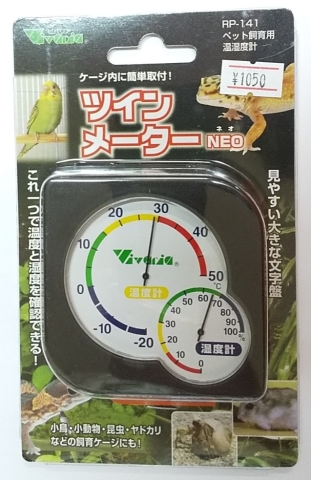 ビバリア
Vivaria®
RP-141
ペット飼育用
温湿度計
¥1050
ケージ内に簡単取付!
ツイン
メーター NEO
ネオ
これ一つで温度と湿度を確認できる!
見やすい大きな文字盤
-20 -10 0 10 20 30 40 50
℃
Vivaria®
温度計
0 10 20 30 40 50 60 70 80 90 100
%
湿度計
小鳥・小動物・昆虫・ヤドカリ
などの飼育ケージにも!